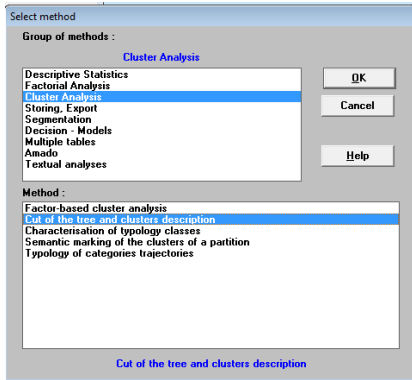 Select method
Group of methods :
Cluster Analysis
Descriptive Statistics
Factorial Analysis
Cluster Analysis
Storing, Export
Segmentation
Decision - Models
Multiple tables
Amado
Textual analyses
OK
Cancel
Help
Method :
Factor-based cluster analysis
Cut of the tree and clusters description
Characterisation of typology classes
Semantic marking of the clusters of a partition
Typology of categories trajectories
Cut of the tree and clusters description